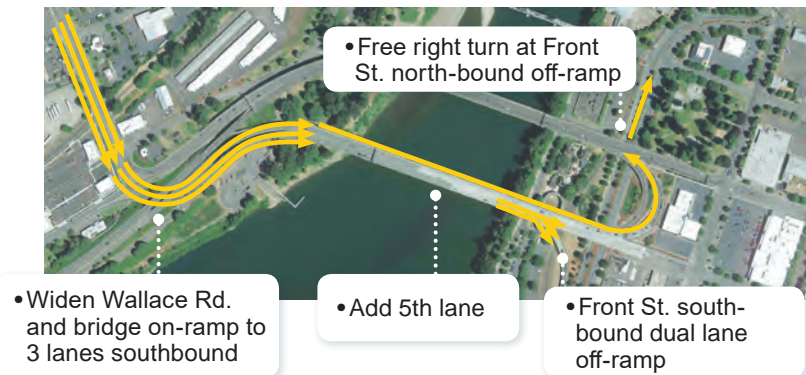 •Free right turn at Front
St. north-bound off-ramp
•Widen Wallace Rd.
and bridge on-ramp to
3 lanes southbound
•Add 5th lane
•Front St. south-
bound dual lane
off-ramp